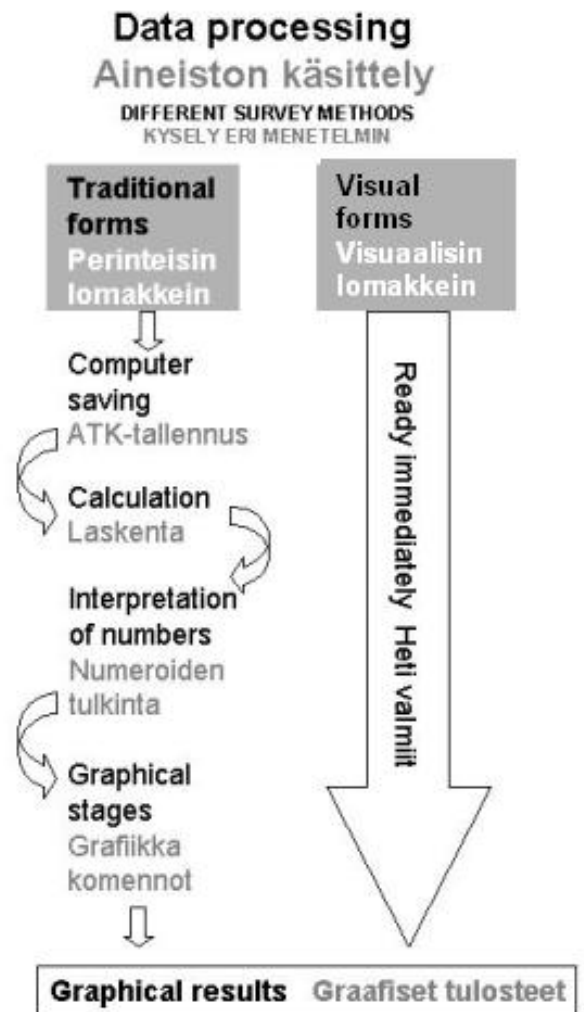 Data processing
Aineiston käsittely
DIFFERENT SURVEY METHODS
KYSELY ERI MENETELMIN
Traditional
forms
Perinteisin
lomakkein
Visual
forms
Visuaalisin
lomakkein
Computer
saving
ATK-tallennus
Calculation
Laskenta
Interpretation
of numbers
Numeroiden
tulkinta
Graphical
stages
Grafiikka
komennot
Ready immediately Heti valmiit
Graphical results Graafiset tulosteet